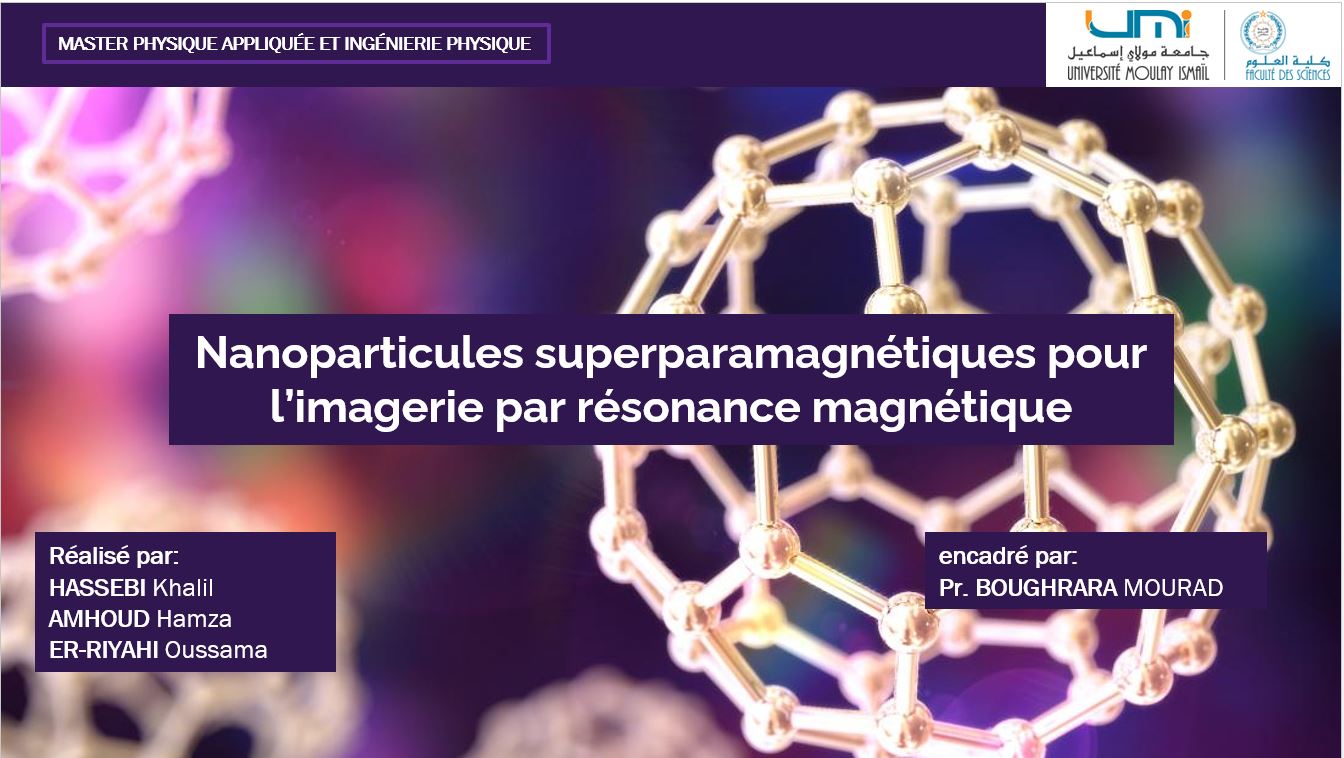 MASTER PHYSIQUE APPLIQUÉE ET INGÉNIERIE PHYSIQUE
umi
جامعة مولاي إسماعيل
UNIVERSITÉ MOULAY ISMAÏL
كلية العلوم
FACULTÉ DES SCIENCES
Nanoparticules superparamagnétiques pour
l’imagerie par résonance magnétique
Réalisé par:
HASSEBI Khalil
AMHOUD Hamza
ER-RIYAHI Oussama
encadré par:
Pr. BOUGHRARA MOURAD